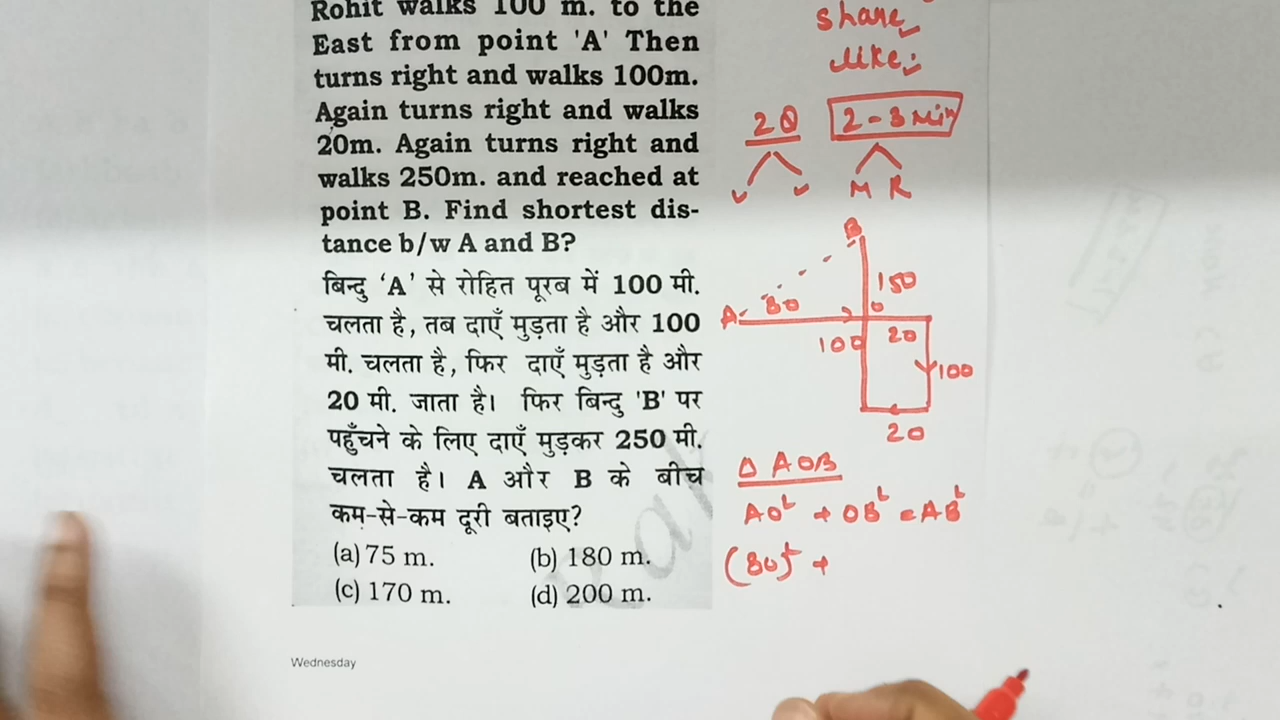 Rohit walks 100 m. to the
East from point 'A' Then
turns right and walks 100m.
Again turns right and walks
20m. Again turns right and
walks 250m. and reached at
point B. Find shortest dis-
tance b/w A and B?
बिन्दु 'A' से रोहित पूरब में 100 मी.
चलता है, तब दाएँ मुड़ता है और 100
मी. चलता है, फिर दाएँ मुड़ता है और
20 मी. जाता है। फिर बिन्दु 'B' पर
पहुँचने के लिए दाएँ मुड़कर 250 मी.
चलता है। A और B के बीच
कम-से-कम दूरी बताइए?
(a) 75 m. (b) 180 m.
(c) 170 m. (d) 200 m.
Wednesday
share
like
2Q 2-3 Min
M R
B
150
A 80 0
100 20
100
20
Δ AOB
AO² + OB² = AB²
(80)² +